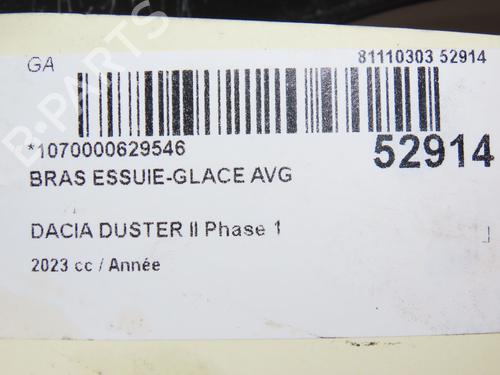 GA 81110303 52914
*1070000629546 52914
BRAS ESSUIE-GLACE AVG
DACIA DUSTER II Phase 1
2023 cc / Année
B-PARTS